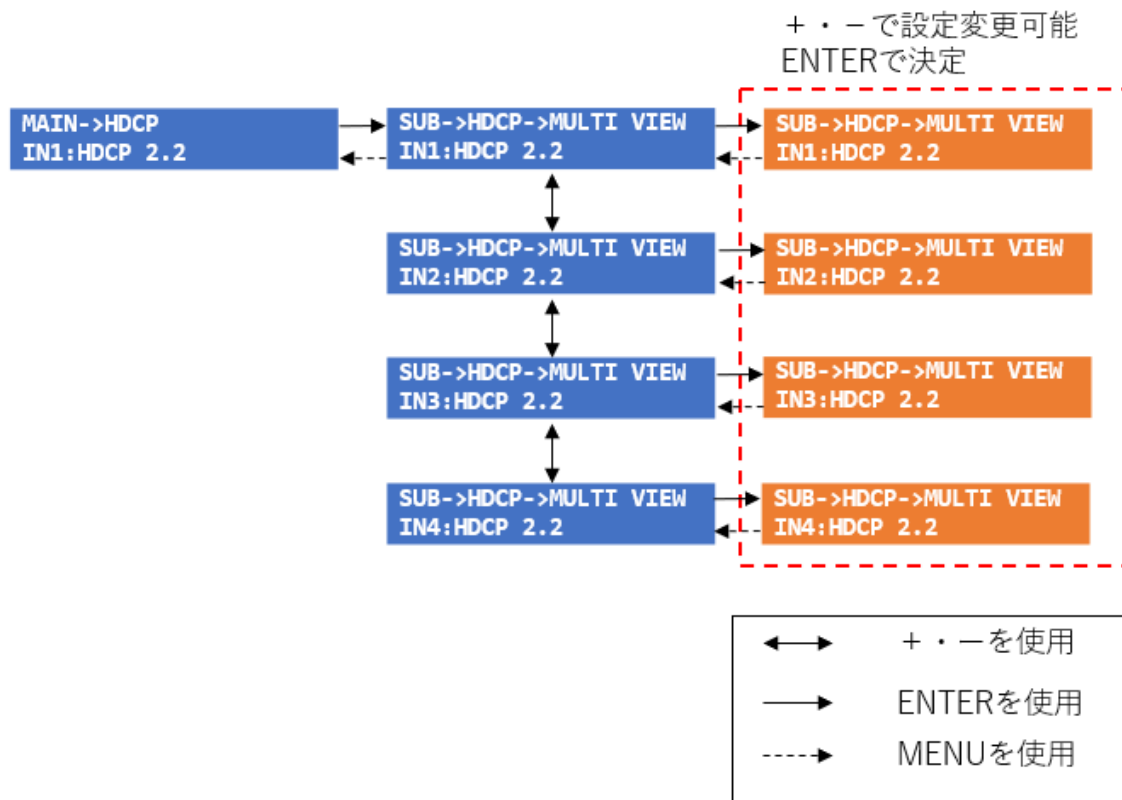 +・-で設定変更可能
ENTERで決定
MAIN->HDCP
IN1:HDCP 2.2
SUB->HDCP->MULTI VIEW
IN1:HDCP 2.2
SUB->HDCP->MULTI VIEW
IN1:HDCP 2.2
SUB->HDCP->MULTI VIEW
IN2:HDCP 2.2
SUB->HDCP->MULTI VIEW
IN2:HDCP 2.2
SUB->HDCP->MULTI VIEW
IN3:HDCP 2.2
SUB->HDCP->MULTI VIEW
IN3:HDCP 2.2
SUB->HDCP->MULTI VIEW
IN4:HDCP 2.2
SUB->HDCP->MULTI VIEW
IN4:HDCP 2.2
+・-を使用
ENTERを使用
MENUを使用